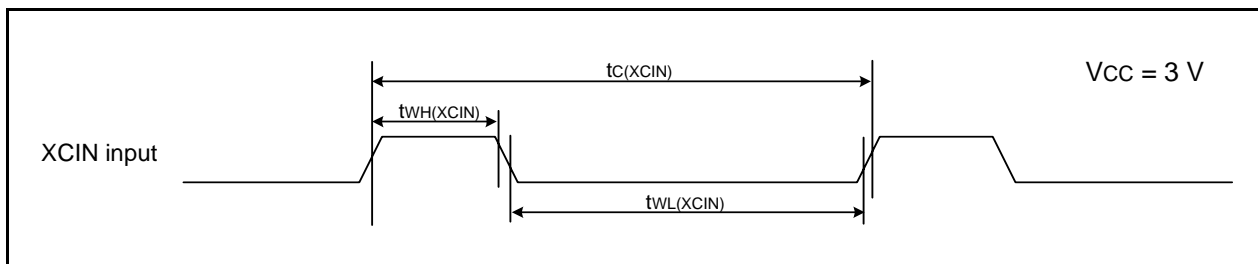 tC(XCIN)
VCC = 3 V
tWH(XCIN)
XCIN input
tWL(XCIN)